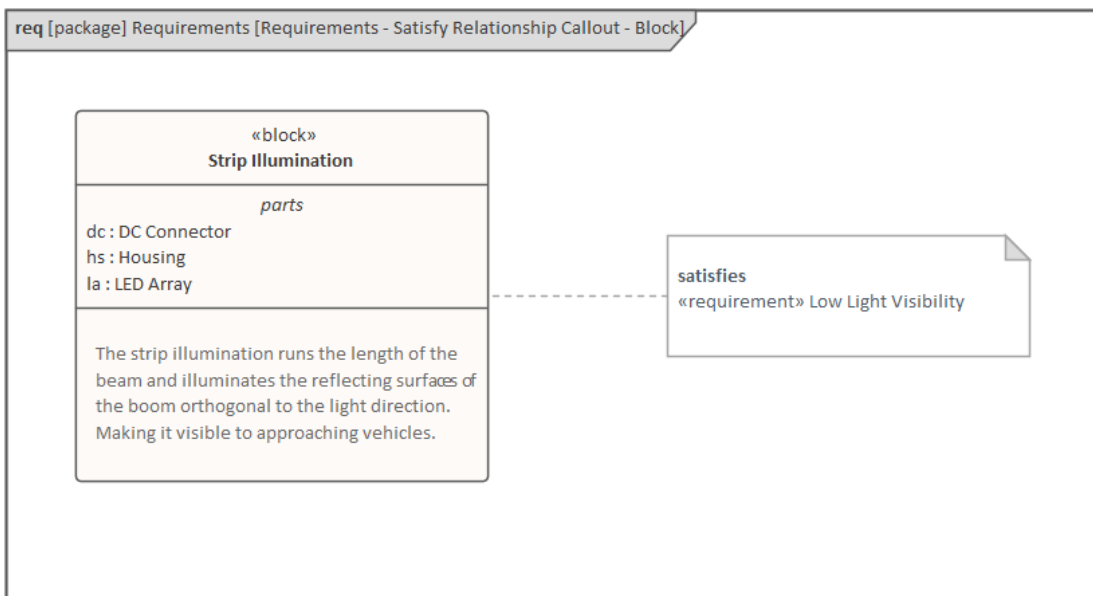 req [package] Requirements [Requirements - Satisfy Relationship Callout - Block]
«block»
Strip Illumination
parts
dc : DC Connector
hs : Housing
la : LED Array
satisfies
«requirement» Low Light Visibility
The strip illumination runs the length of the
beam and illuminates the reflecting surfaces of
the boom orthogonal to the light direction.
Making it visible to approaching vehicles.